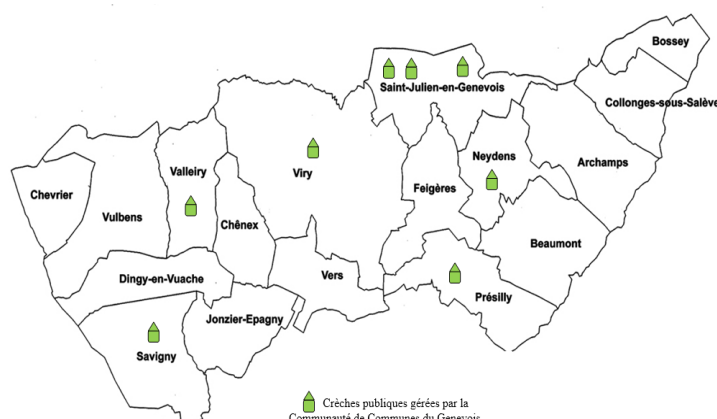 Bossey
Saint-Julien-en-Genevois
Collonges-sous-Salève
Neydens
Archamps
Valleiry
Viry
Chevrier
Feigères
Vulbens
Chênex
Beaumont
Dingy-en-Vuache
Vers
Présilly
Jonzier-Epagny
Savigny
Crèches publiques gérées par la
Communauté de Communes du Genevois